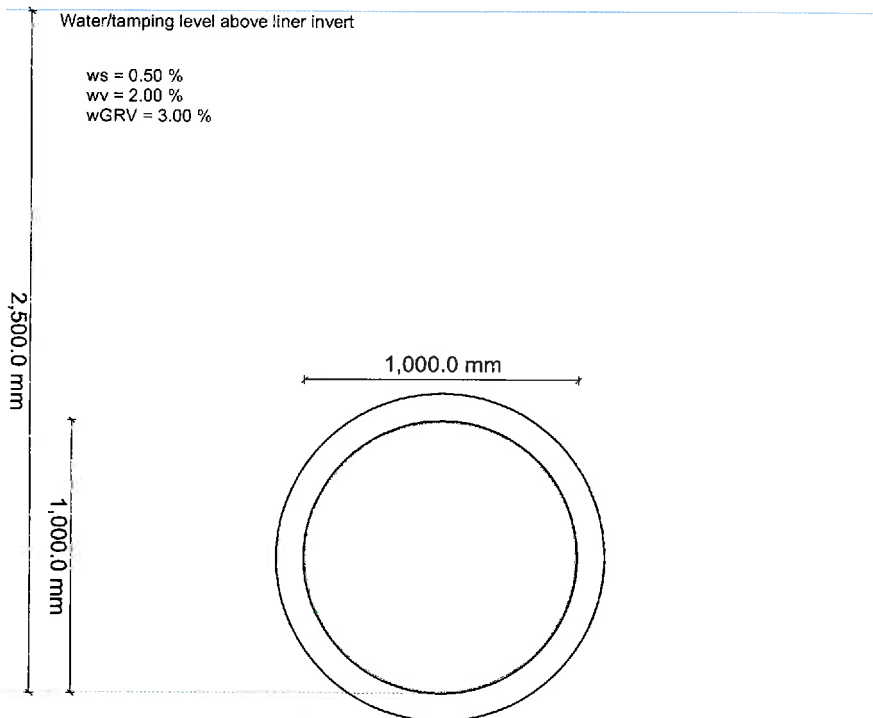 Water/tamping level above liner invert
ws = 0.50 %
wv = 2.00 %
wGRV = 3.00 %
2,500.0 mm
1,000.0 mm
1,000.0 mm